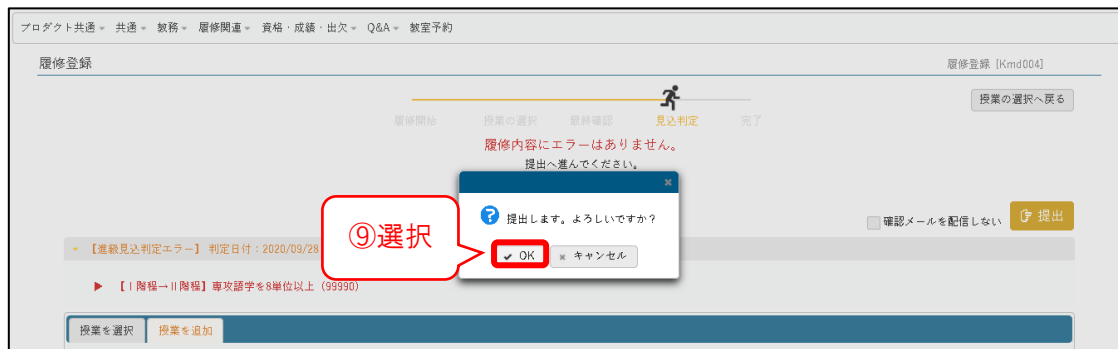 プロダクト共通 共通 教務 履修関連 資格・成績・出欠 Q&A 教室予約
履修登録
履修登録 [Kmd004]
授業の選択へ戻る
履修開始 授業の選択 最終確認 見込判定 完了
履修内容にエラーはありません。
提出へ進んでください。
提出します。よろしいですか？
OK キャンセル
⑨選択
確認メールを配信しない 提出
【進級見込判定エラー】 判定日付：2020/09/28
【Ⅰ階程→Ⅱ階程】専攻語学を8単位以上 (99990)
授業を選択 授業を追加